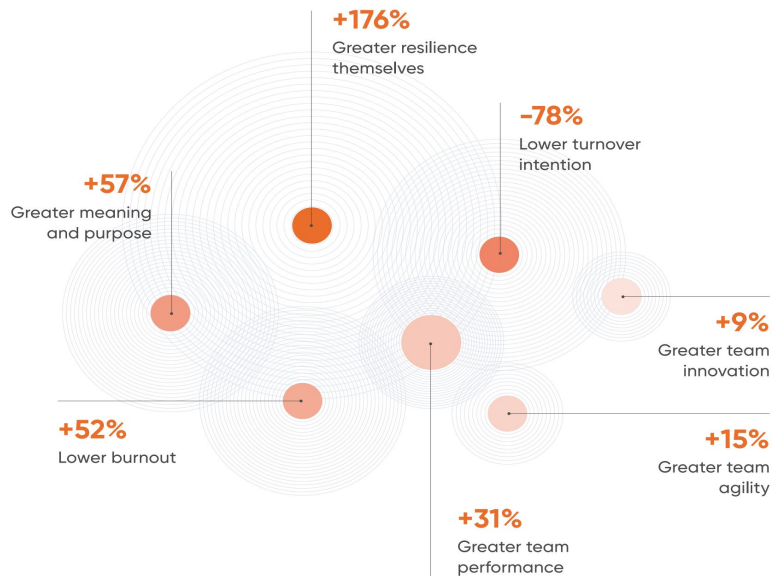 +176%
Greater resilience
themselves
–78%
Lower turnover
intention
+57%
Greater meaning
and purpose
+9%
Greater team
innovation
+52%
Lower burnout
+15%
Greater team
agility
+31%
Greater team
performance